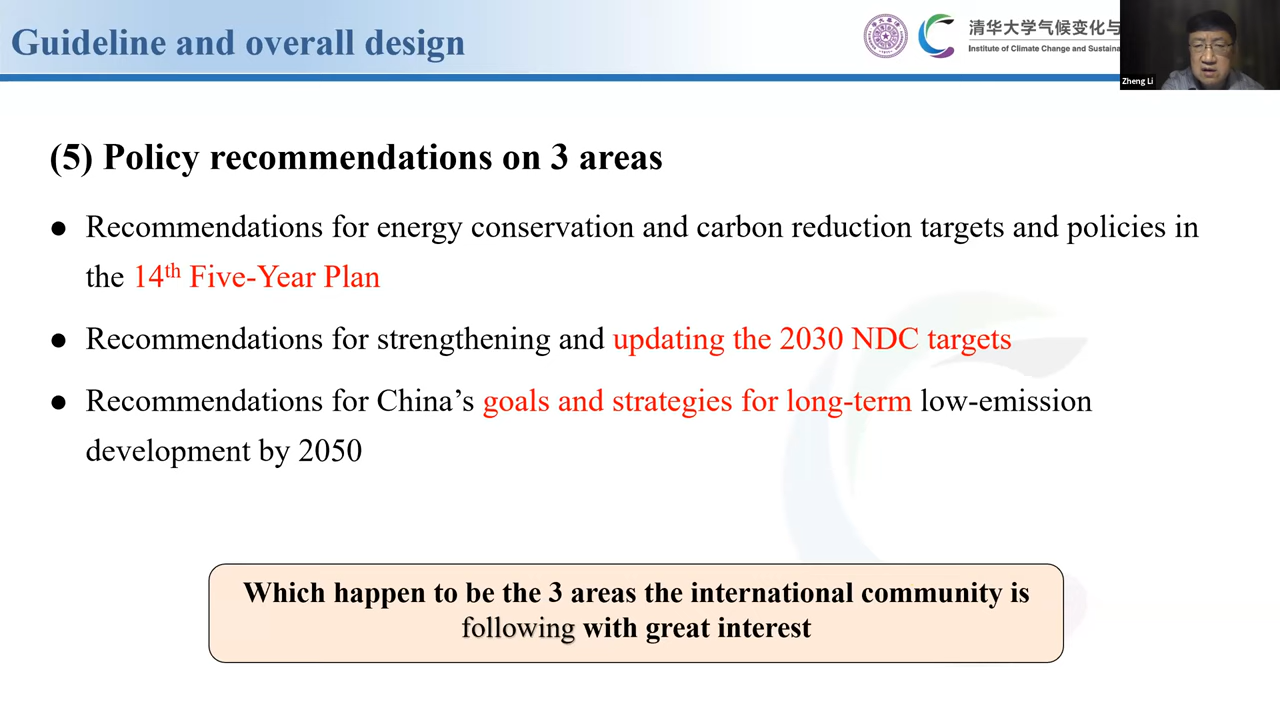 Guideline and overall design
清华大学气候变化与
Institute of Climate Change and Sustaina
Zheng Li
(5) Policy recommendations on 3 areas
● Recommendations for energy conservation and carbon reduction targets and policies in
the 14th Five-Year Plan
● Recommendations for strengthening and updating the 2030 NDC targets
● Recommendations for China's goals and strategies for long-term low-emission
development by 2050
Which happen to be the 3 areas the international community is
following with great interest